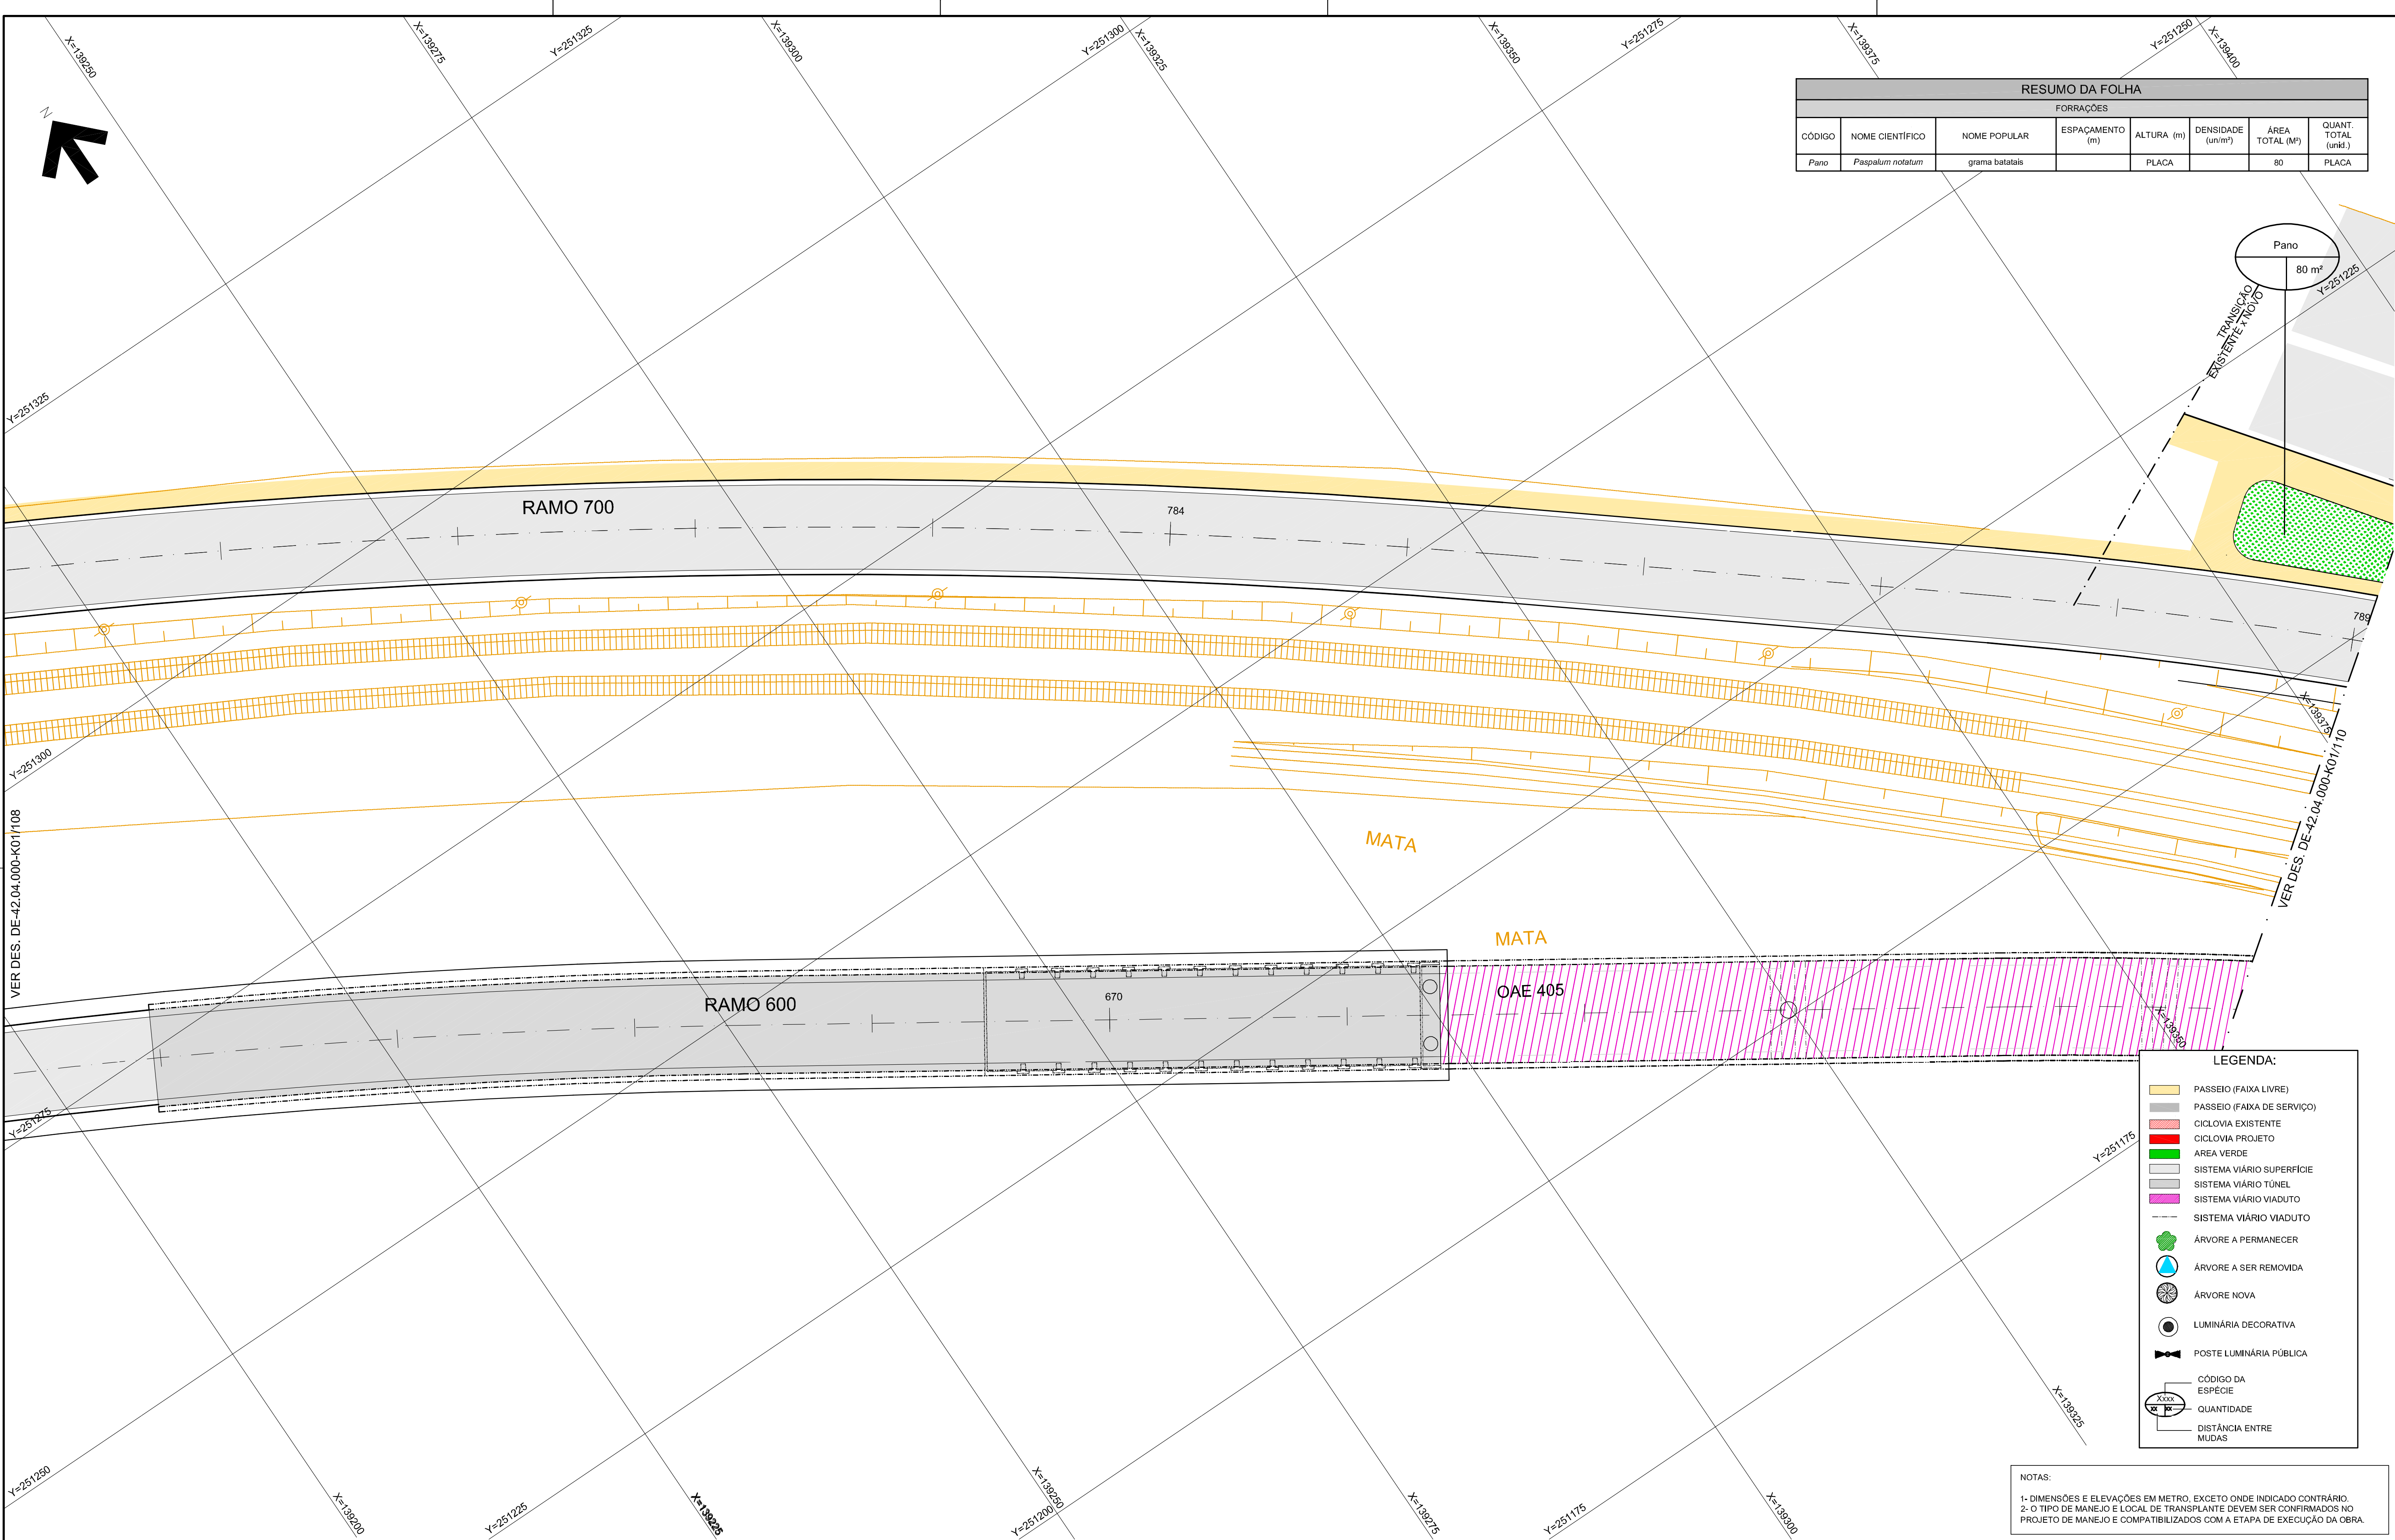 X=139250
X=139275
Y=251325
X=139300
Y=251300
X=139325
X=139350
Y=251275
X=139375
Y=251250
X=139400
N
RESUMO DA FOLHA
FORRAÇÕES
CÓDIGO NOME CIENTÍFICO NOME POPULAR ESPAÇAMENTO (m) ALTURA (m) DENSIDADE (un/m²) ÁREA TOTAL (M²) QUANT. TOTAL (unid.)
Pano Paspalum notatum grama batatais PLACA 80 PLACA
Pano
80 m²
Y=251225
TRANSIÇÃO
EXISTENTE x NOVO
Y=251325
RAMO 700
784
789
X=139375
Y=251300
VER DES. DE-42.04.000-K01/108
VER DES. DE-42.04.000-K01/110
MATA
MATA
RAMO 600
670
OAE 405
X=139350
Y=251275
Y=251175
LEGENDA:
PASSEIO (FAIXA LIVRE)
PASSEIO (FAIXA DE SERVIÇO)
CICLOVIA EXISTENTE
CICLOVIA PROJETO
AREA VERDE
SISTEMA VIÁRIO SUPERFÍCIE
SISTEMA VIÁRIO TÚNEL
SISTEMA VIÁRIO VIADUTO
SISTEMA VIÁRIO VIADUTO
ÁRVORE A PERMANECER
ÁRVORE A SER REMOVIDA
ÁRVORE NOVA
LUMINÁRIA DECORATIVA
POSTE LUMINÁRIA PÚBLICA
CÓDIGO DA
ESPÉCIE
Xxxx
xx xx
QUANTIDADE
DISTÂNCIA ENTRE
MUDAS
X=139325
Y=251250
X=139200
Y=251225
X=139225
X=139250
Y=251200
X=139275
Y=251175
X=139300
NOTAS:
1- DIMENSÕES E ELEVAÇÕES EM METRO, EXCETO ONDE INDICADO CONTRÁRIO.
2- O TIPO DE MANEJO E LOCAL DE TRANSPLANTE DEVEM SER CONFIRMADOS NO
PROJETO DE MANEJO E COMPATIBILIZADOS COM A ETAPA DE EXECUÇÃO DA OBRA.